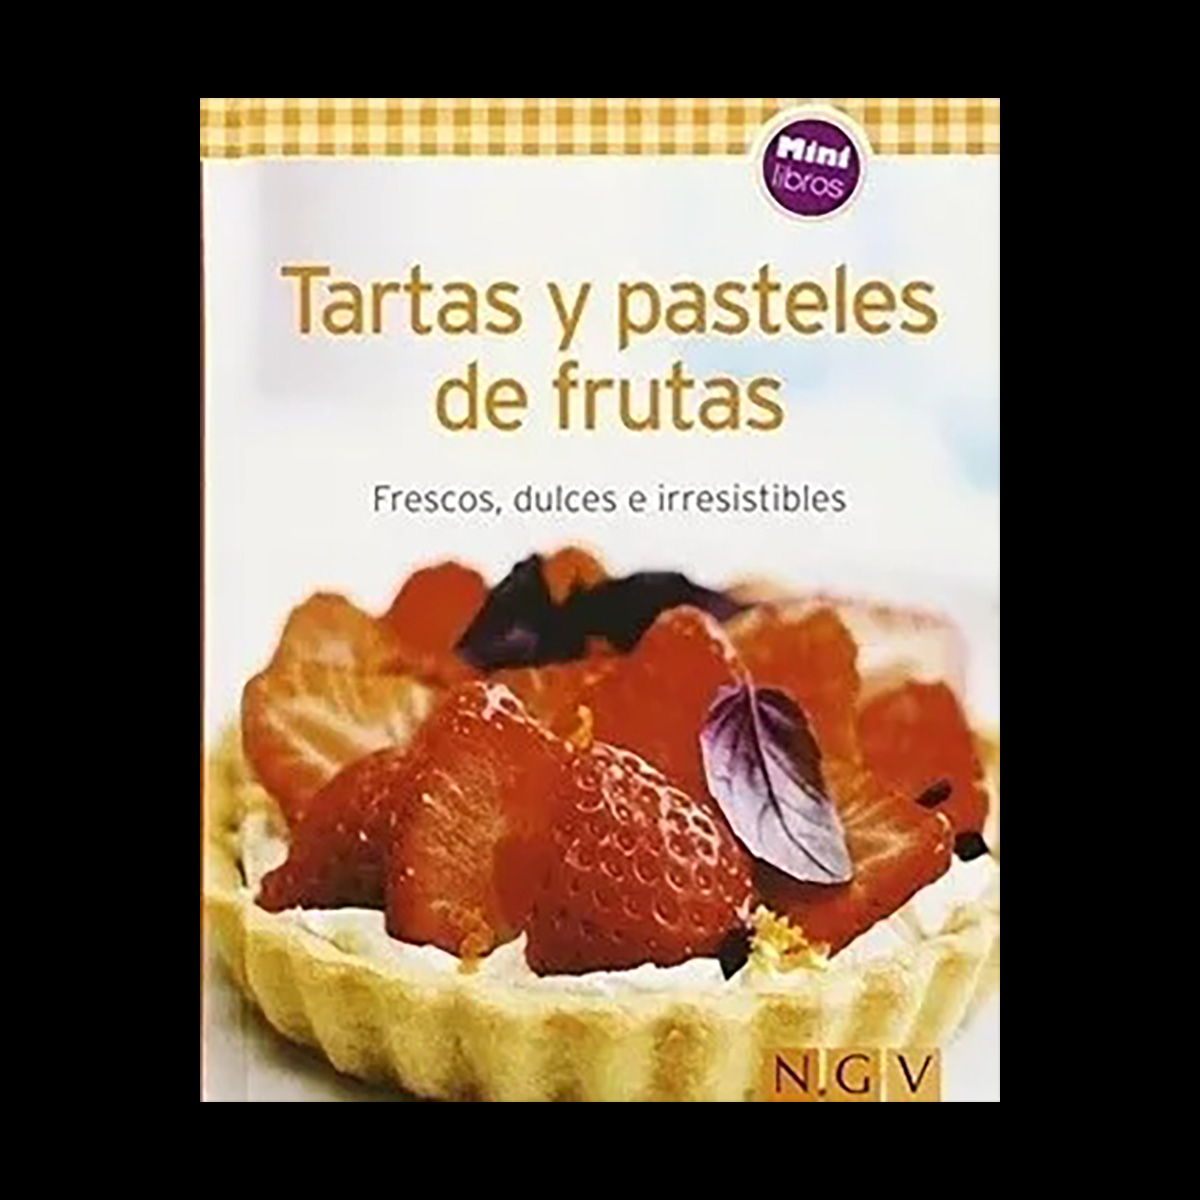 Mini
libros
Tartas y pasteles
de frutas
Frescos, dulces e irresistibles
N.G V